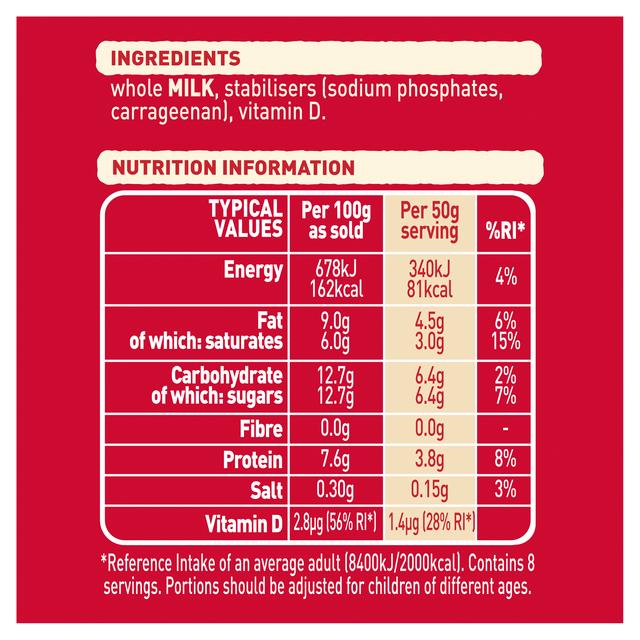 INGREDIENTS
whole MILK, stabilisers (sodium phosphates,
carrageenan), vitamin D.
NUTRITION INFORMATION
TYPICAL VALUES Per 100g as sold Per 50g serving %RI*
Energy 678kJ 162kcal 340kJ 81kcal 4%
Fat 9.0g 4.5g 6%
of which: saturates 6.0g 3.0g 15%
Carbohydrate 12.7g 6.4g 2%
of which: sugars 12.7g 6.4g 7%
Fibre 0.0g 0.0g -
Protein 7.6g 3.8g 8%
Salt 0.30g 0.15g 3%
Vitamin D 2.8µg (56% RI*) 1.4µg (28% RI*)
*Reference Intake of an average adult (8400kJ/2000kcal). Contains 8
servings. Portions should be adjusted for children of different ages.